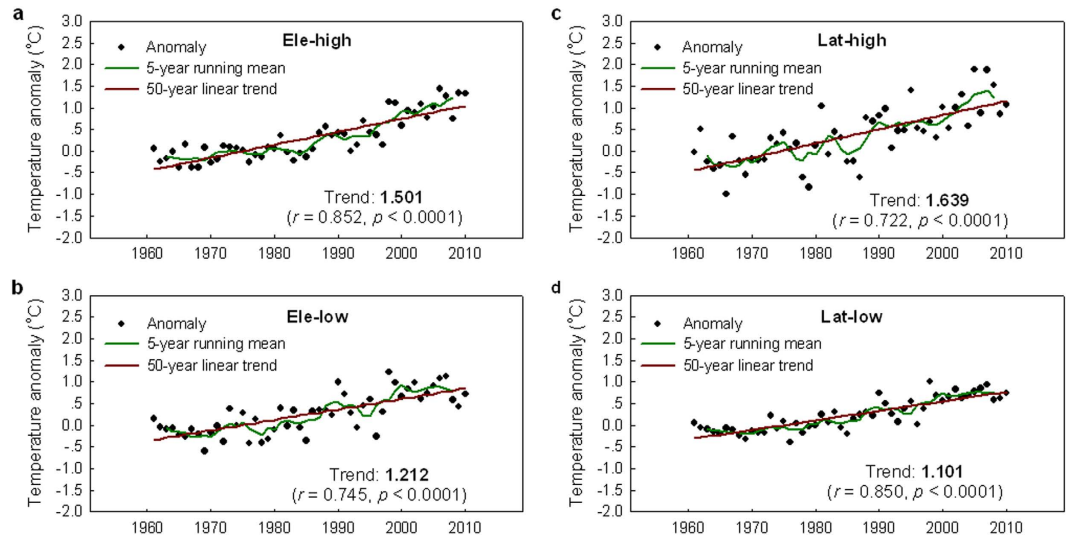 a
Ele-high
Temperature anomaly (°C)
3.0
2.5
2.0
1.5
1.0
.5
0.0
-.5
-1.0
-1.5
-2.0
Anomaly
5-year running mean
50-year linear trend
Trend: 1.501
(r = 0.852, p < 0.0001)
1960 1970 1980 1990 2000 2010
b
Ele-low
Temperature anomaly (°C)
3.0
2.5
2.0
1.5
1.0
.5
0.0
-.5
-1.0
-1.5
-2.0
Anomaly
5-year running mean
50-year linear trend
Trend: 1.212
(r = 0.745, p < 0.0001)
1960 1970 1980 1990 2000 2010
c
Lat-high
Temperature anomaly (°C)
3.0
2.5
2.0
1.5
1.0
.5
0.0
-.5
-1.0
-1.5
-2.0
Anomaly
5-year running mean
50-year linear trend
Trend: 1.639
(r = 0.722, p < 0.0001)
1960 1970 1980 1990 2000 2010
d
Lat-low
Temperature anomaly (°C)
3.0
2.5
2.0
1.5
1.0
.5
0.0
-.5
-1.0
-1.5
-2.0
Anomaly
5-year running mean
50-year linear trend
Trend: 1.101
(r = 0.850, p < 0.0001)
1960 1970 1980 1990 2000 2010